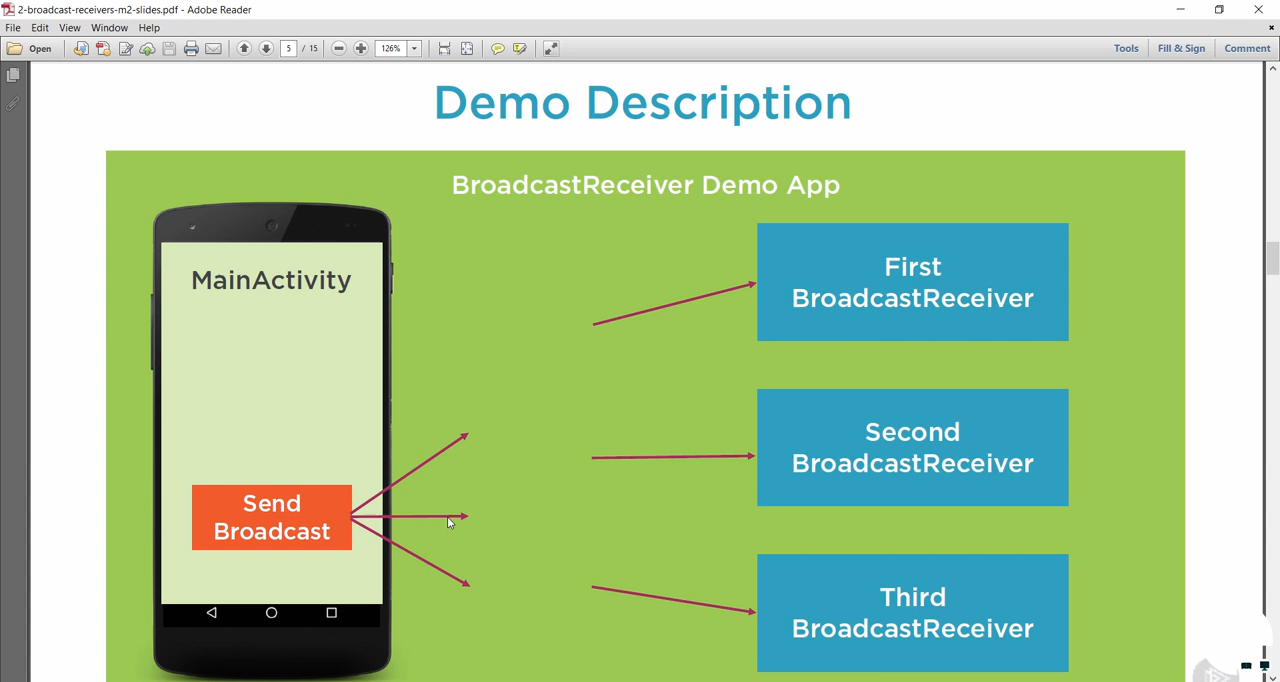 2-broadcast-receivers-m2-slides.pdf - Adobe Reader
File Edit View Window Help
Open 5 / 15 126% Tools Fill & Sign Comment
Demo Description
BroadcastReceiver Demo App
MainActivity
First
BroadcastReceiver
Second
BroadcastReceiver
Send
Broadcast
Third
BroadcastReceiver